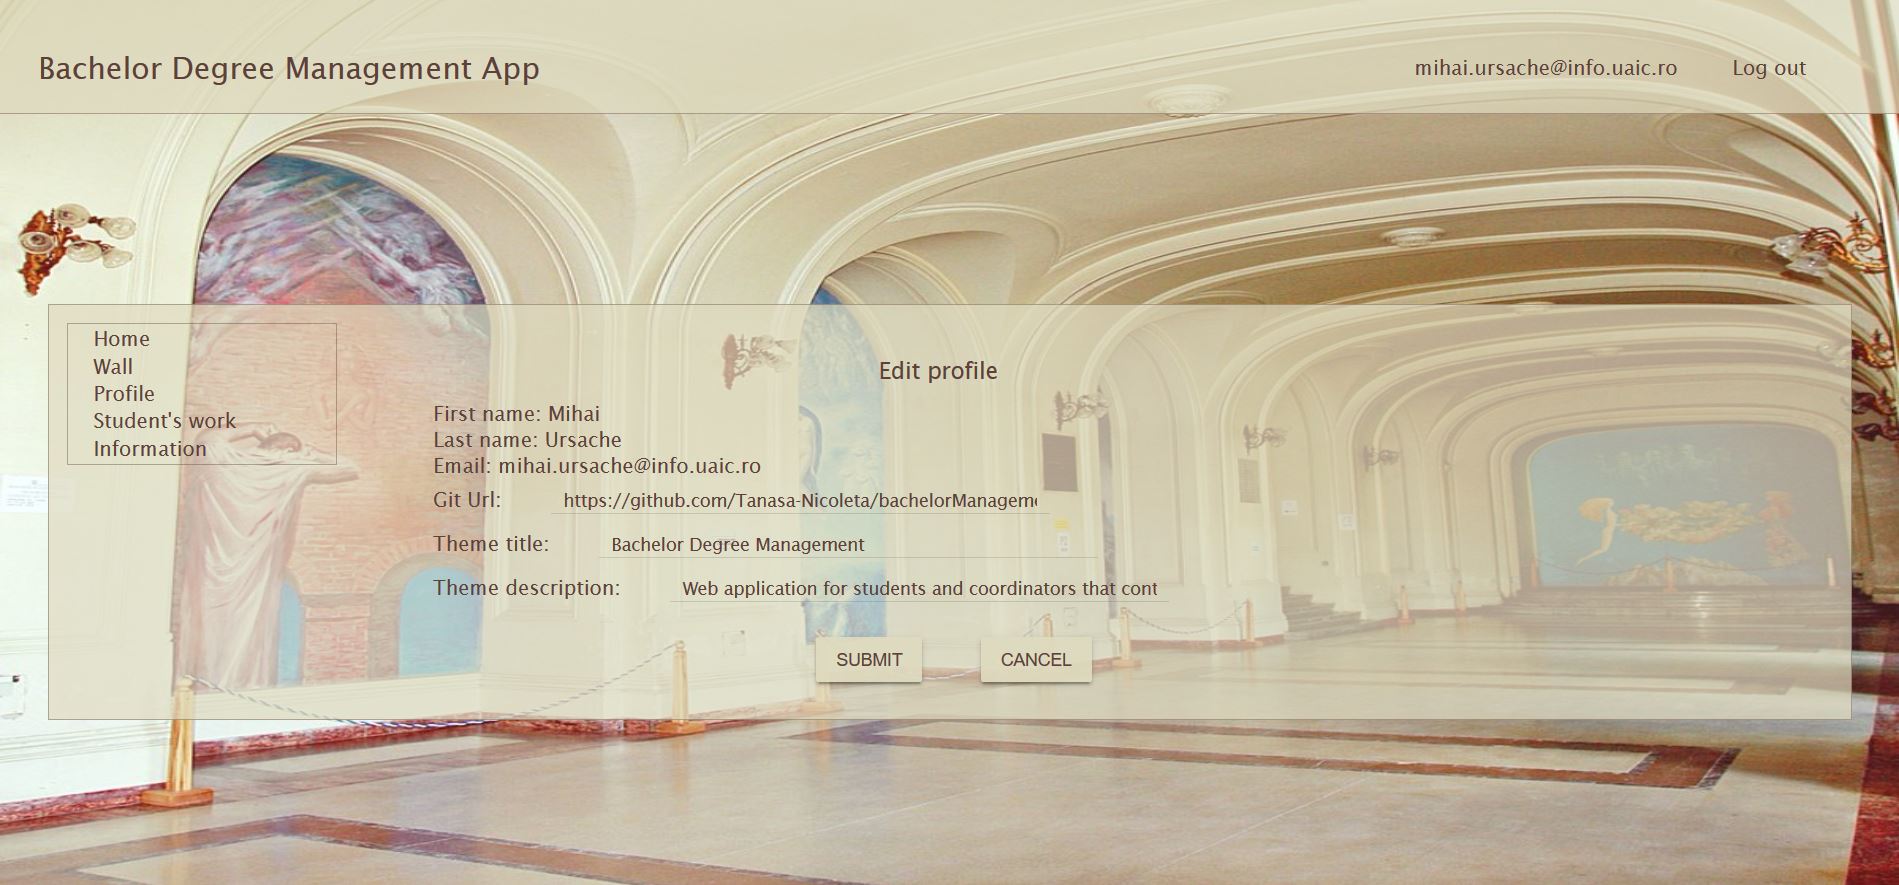 Bachelor Degree Management App
mihai.ursache@info.uaic.ro
Log out
Home
Wall
Profile
Student's work
Information
Edit profile
First name: Mihai
Last name: Ursache
Email: mihai.ursache@info.uaic.ro
Git Url: https://github.com/Tanasa-Nicoleta/bachelorManageme
Theme title: Bachelor Degree Management
Theme description: Web application for students and coordinators that cont
SUBMIT
CANCEL